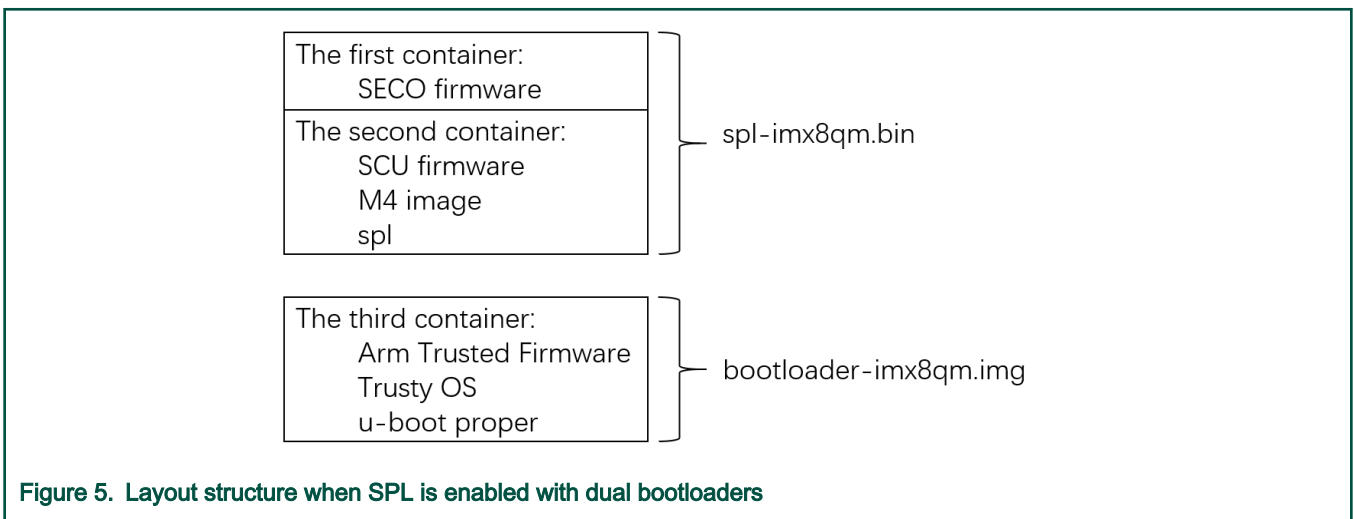 The first container:
SECO firmware
The second container:
SCU firmware
M4 image
spl
spl-imx8qm.bin
The third container:
Arm Trusted Firmware
Trusty OS
u-boot proper
bootloader-imx8qm.img
Figure 5. Layout structure when SPL is enabled with dual bootloaders